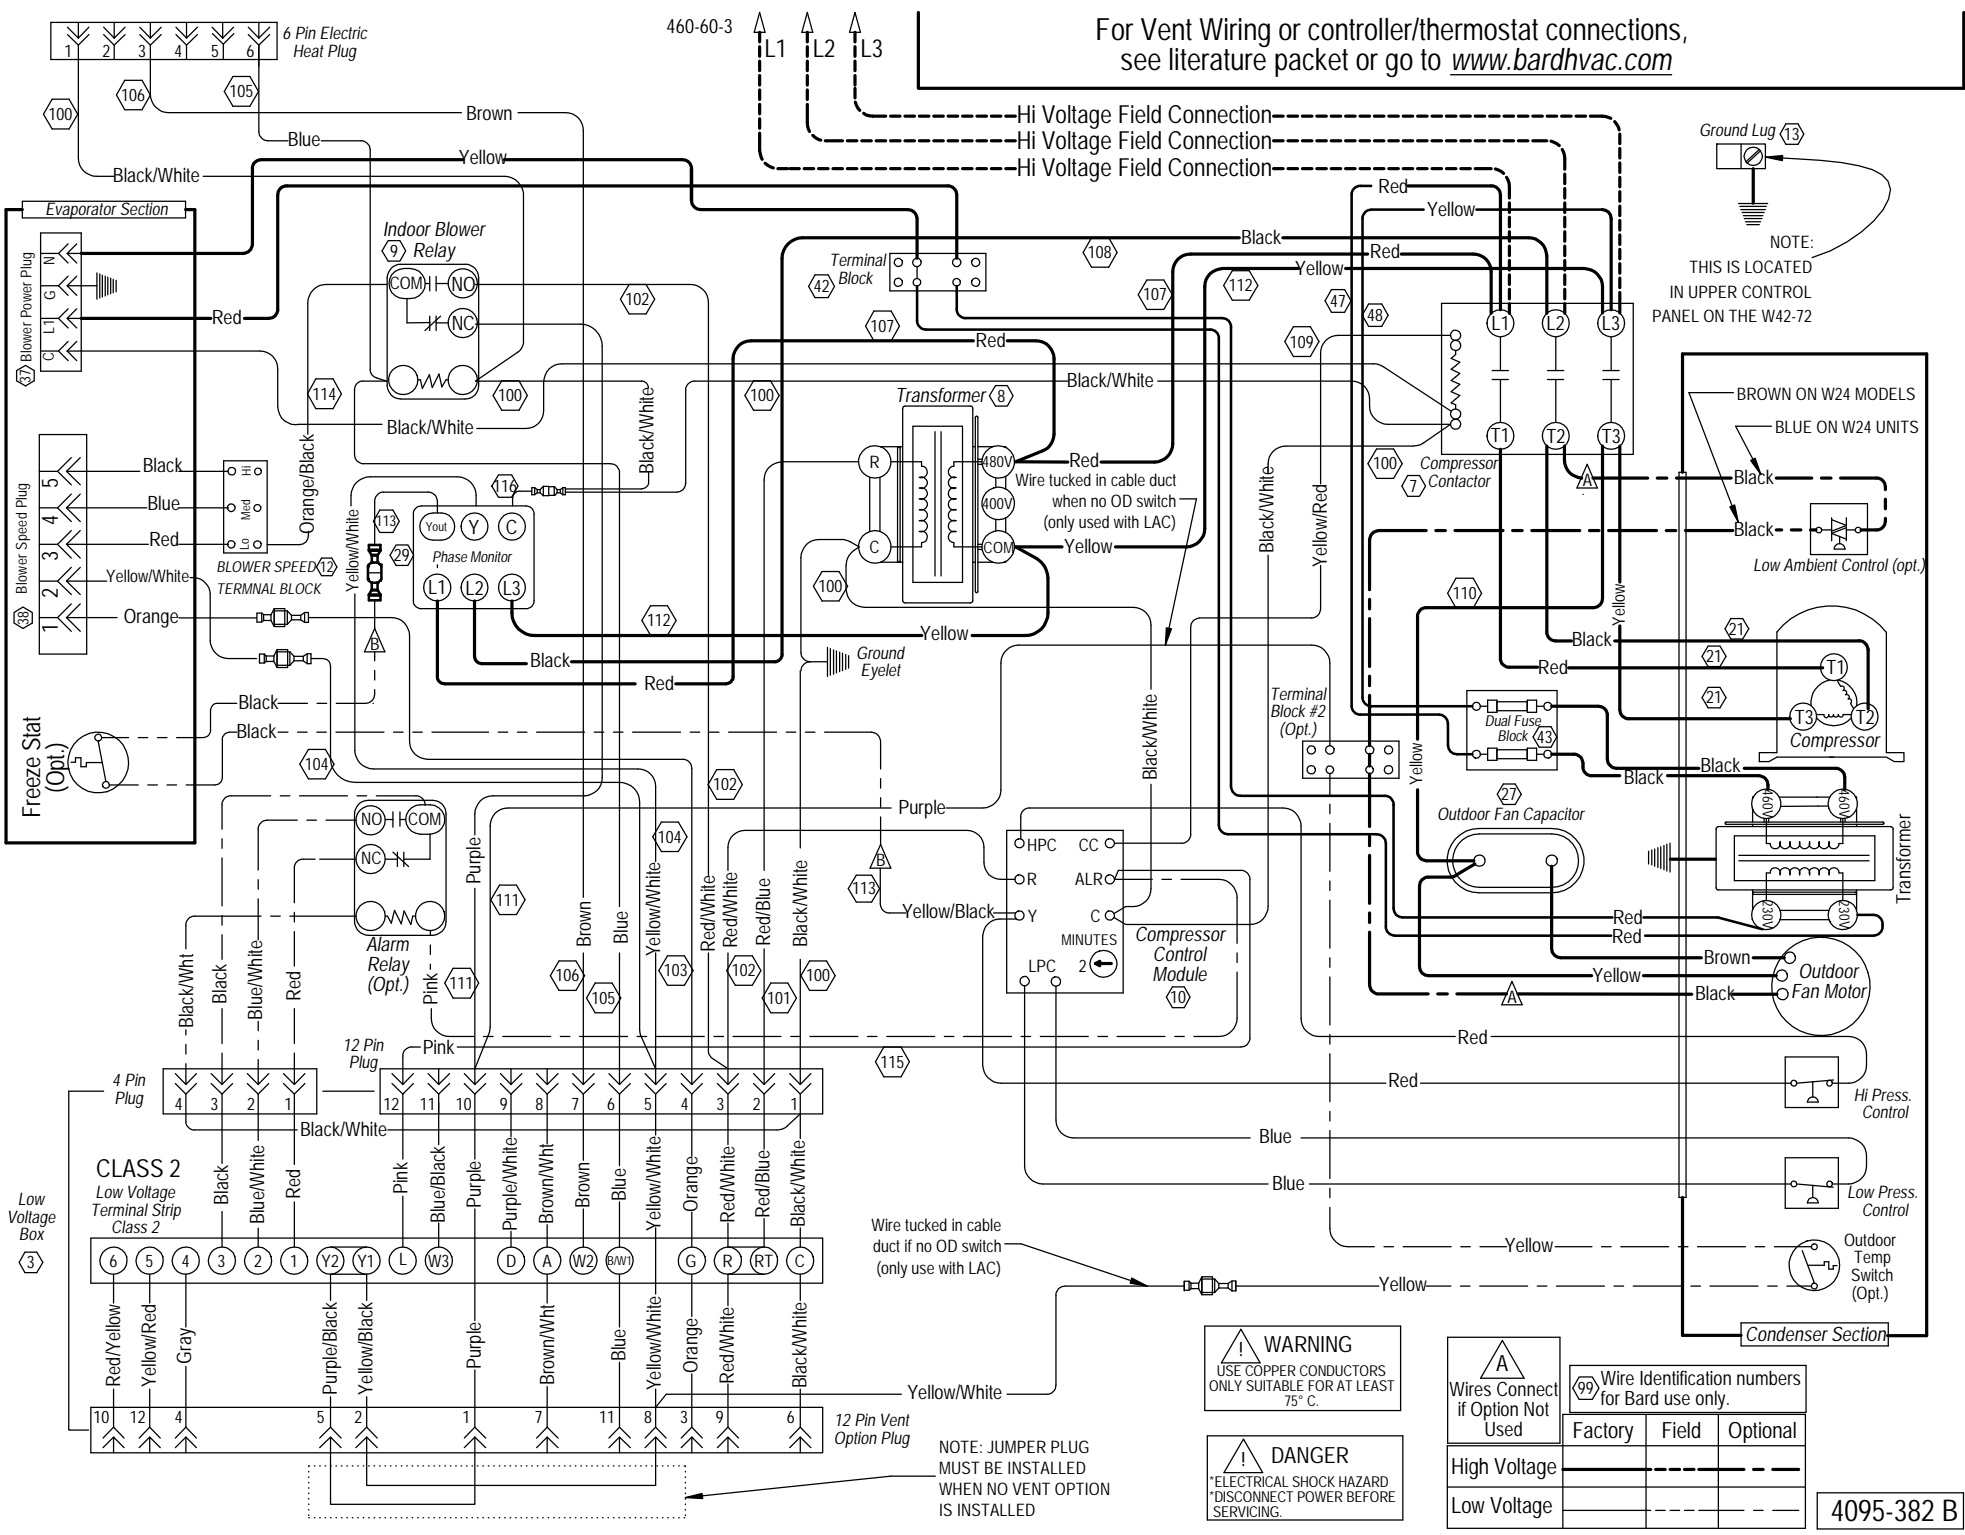 460-60-3
L1
L2
L3
For Vent Wiring or controller/thermostat connections,
see literature packet or go to www.bardhvac.com
6 Pin Electric
Heat Plug
1 2 3 4 5 6
100
106
105
Brown
Blue
Yellow
Black/White
Hi Voltage Field Connection
Hi Voltage Field Connection
Hi Voltage Field Connection
Ground Lug 13
NOTE:
THIS IS LOCATED
IN UPPER CONTROL
PANEL ON THE W42-72
Evaporator Section
37 Blower Power Plug
N
G
L1
C
Red
Indoor Blower
9 Relay
COM
NO
NC
102
114
100
Black/White
Black/White
Orange/Black
Terminal
Block
42
108
Black
Red
Yellow
107
112
107
Red
Red
Yellow
47
48
109
Black/White
100
L1
L2
L3
T1
T2
T3
100
Compressor
7 Contactor
BROWN ON W24 MODELS
BLUE ON W24 UNITS
Black
A
Black
Low Ambient Control (opt.)
38 Blower Speed Plug
5
4
3
2
1
Black
Blue
Red
Yellow/White
Orange
Hi
Med
Lo
BLOWER SPEED 12
TERMNAL BLOCK
Yellow/White
113
29
116
Yout
Y
C
Phase Monitor
L1
L2
L3
B
Transformer 8
R
C
480V
400V
COM
Red
Yellow
Wire tucked in cable duct
when no OD switch
(only used with LAC)
Black/White
Yellow/Red
100
112
Yellow
Black
Red
Ground
Eyelet
110
Yellow
Black
Red
21
21
21
T1
T3
T2
Compressor
Freeze Stat
(Opt.)
Black
Black
104
102
104
Black/White
Terminal
Block #2
(Opt.)
Yellow
Dual Fuse
Block 43
Black
Black
460V
460V
Transformer
230V
230V
27
Outdoor Fan Capacitor
Purple
NO
COM
NC
Alarm
Relay
(Opt.)
Purple
111
111
Pink
B
113
Yellow/Black
HPC
R
Y
CC
ALR
C
MINUTES
2
LPC
Compressor
Control
Module
10
Red
Red
Brown
Yellow
A
Black
Outdoor
Fan Motor
Black/Wht
Black
Blue/White
Red
Brown
Blue
Yellow/White
Red/White
Red/White
Red/Blue
Black/White
106
105
103
102
101
100
12 Pin
Plug
Pink
115
Red
Red
Hi Press.
Control
4 Pin
Plug
4 3 2 1
12 11 10 9 8 7 6 5 4 3 2 1
Black/White
Blue
Blue
Low Press.
Control
CLASS 2
Low Voltage
Terminal Strip
Class 2
Low
Voltage
Box
3
Black
Blue/White
Red
Pink
Blue/Black
Purple
Purple/White
Brown/Wht
Brown
Blue
Yellow/White
Orange
Red/White
Red/Blue
Black/White
6 5 4 3 2 1 Y2 Y1 L W3 D A W2 B/W1 G R RT C
Wire tucked in cable
duct if no OD switch
(only use with LAC)
Yellow
Yellow
Outdoor
Temp
Switch
(Opt.)
Red/Yellow
Yellow/Red
Gray
Purple/Black
Yellow/Black
Purple
Brown/Wht
Blue
Yellow/White
Orange
Red/White
Black/White
Condenser Section
Yellow/White
10 12 4 5 2 1 7 11 8 3 9 6
12 Pin Vent
Option Plug
NOTE: JUMPER PLUG
MUST BE INSTALLED
WHEN NO VENT OPTION
IS INSTALLED
! WARNING
USE COPPER CONDUCTORS
ONLY SUITABLE FOR AT LEAST
75° C.
! DANGER
*ELECTRICAL SHOCK HAZARD
*DISCONNECT POWER BEFORE
SERVICING.
A
Wires Connect
if Option Not
Used
99 Wire Identification numbers
for Bard use only.
Factory Field Optional
High Voltage
Low Voltage
4095-382 B